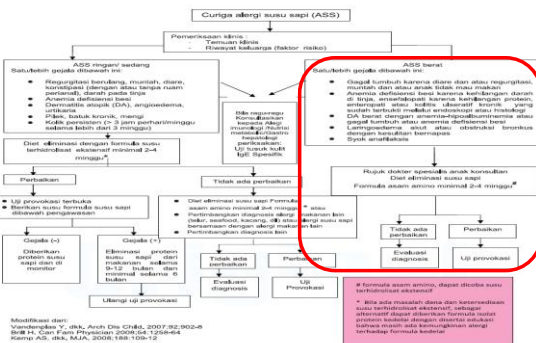 Curiga alergi susu sapi (ASS)
Pemeriksaan klinis :
- Temuan klinis
- Riwayat keluarga (faktor risiko)
ASS ringan/ sedang
Satu/lebih gejala dibawah ini:
• Regurgitasi berulang, muntah, diare,
konstipasi (dengan atau tanpa ruam
perianal), darah pada tinja
• Anemia defisiensi besi
• Dermatitis atopik (DA), angioedema,
urtikaria
• Pilek, batuk kronik, mengi
• Kolik persisten (> 3 jam perhari/minggu
selama lebih dari 3 minggu)
Diet eliminasi dengan formula susu
terhidrolisat ekstensif minimal 2-4
minggu
Perbaikan
• Uji provokasi terbuka
• Berikan susu formula susu sapi
dibawah pengawasan
Gejala (-)
Diberikan
protein susu
sapi dan di
monitor
Gejala (+)
Eliminasi protein
susu sapi dari
makanan selama
9-12 bulan dan
minimal selama 6
bulan
Ulangi uji provokasi
Bila ragu-ragu
Konsultasikan
kepada Alergi
imunologi /Nutrisi
metabolik/Gastro
hepatologi
periksakan:
Uji tusuk kulit
IgE Spesifik
Tidak ada perbaikan
• Diet eliminasi susu sapi Formula
asam amino minimal 2-4 minggu * atau
• Pertimbangkan diagnosis alergi makanan lain
(telur, seafood, kacang, dll) atau alergi susu sapi
bersamaan dengan alergi makanan lain
• Pertimbangkan diagnosis lain
Tidak ada
perbaikan
Perbaikan
Evaluasi
diagnosis
Uji
Provokasi
ASS berat
Satu/lebih gejala dibawah ini:
• Gagal tumbuh karena diare dan atau regurgitasi,
muntah dan atau anak tidak mau makan
• Anemia defisiensi besi karena kehilangan darah
di tinja, ensefalopati karena kehilangan protein,
enteropati atau kolitis ulseratif kronik yang
sudah terbukti melalui endoskopi atau histologi
• DA berat dengan anemia-hipoalbuminemia atau
gagal tumbuh atau anemia defisiepsi besi
• Laringoedema akut atau obstruksi bronkus
dengan kesulitan bernapas
• Syok anafilaksis
Rujuk dokter spesialis anak konsultan
Diet eliminasi susu sapi
Formula asam amino minimal 2-4 minggu #
Tidak ada
perbaikan
Perbaikan
Evaluasi
diagnosis
Uji provokasi
# formula asam amino, dapat dicoba susu
terhidrolisat ekstensif
* Bila ada masalah dana dan ketersediaan
susu terhidrolisat ekstensif, sebagai
alternatif dapat diberikan formula isolat
protein kedelai dengan disertai edukasi
bahwa masih ada kemungkinan alergi
terhadap formula kedelai
Modifikasi dari:
Vandenplas Y, dkk, Arch Dis Child, 2007:92;902-8
Brill H, Can Fam Physician 2008;54:1258-64
Kemp AS, dkk, MJA, 2008;188:109-12